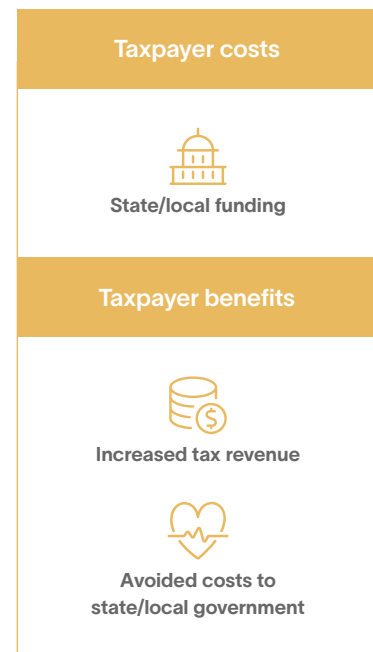 Taxpayer costs
State/local funding
Taxpayer benefits
$
Increased tax revenue
Avoided costs to
state/local government